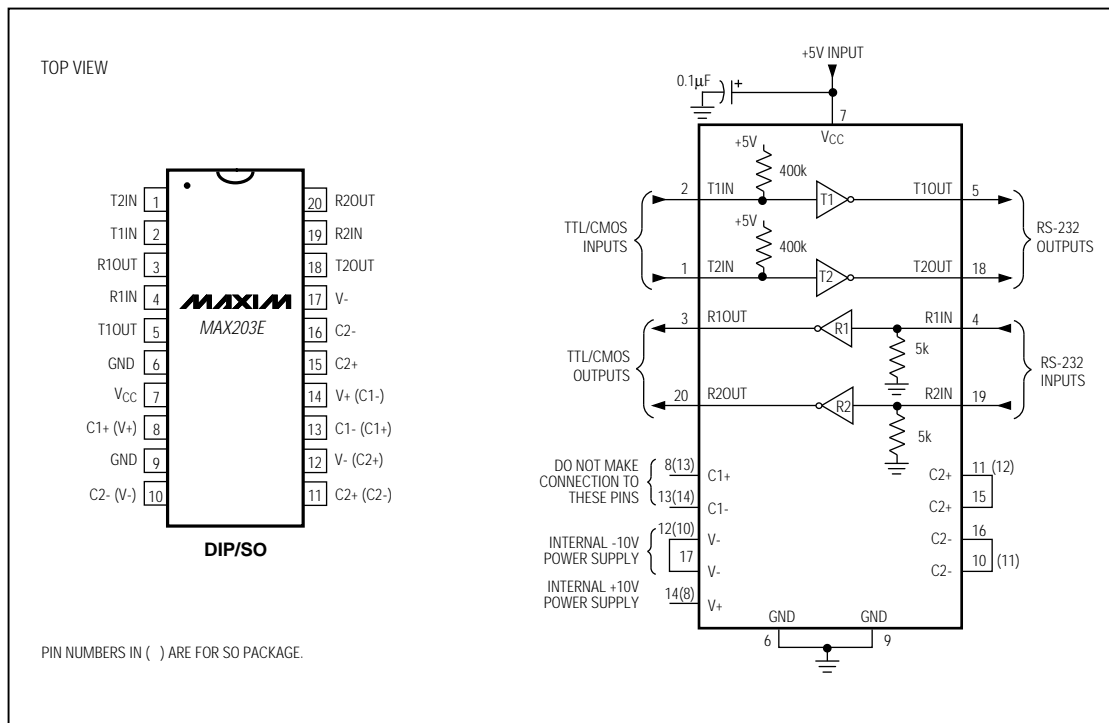 TOP VIEW
T2IN 1
T1IN 2
R1OUT 3
R1IN 4
T1OUT 5
GND 6
VCC 7
C1+ (V+) 8
GND 9
C2- (V-) 10
20 R2OUT
19 R2IN
18 T2OUT
17 V-
16 C2-
15 C2+
14 V+ (C1-)
13 C1- (C1+)
12 V- (C2+)
11 C2+ (C2-)
MAXIM
MAX203E
DIP/SO
PIN NUMBERS IN ( ) ARE FOR SO PACKAGE.
+5V INPUT
0.1µF
+
7
VCC
+5V
400k
2 T1IN T1 T1OUT 5
TTL/CMOS
INPUTS
+5V
400k
RS-232
OUTPUTS
1 T2IN T2 T2OUT 18
3 R1OUT R1 R1IN 4
5k
TTL/CMOS
OUTPUTS
RS-232
INPUTS
20 R2OUT R2 R2IN 19
5k
DO NOT MAKE
CONNECTION TO
THESE PINS
8(13) C1+
13(14) C1-
C2+ 11 (12)
C2+ 15
INTERNAL -10V
POWER SUPPLY
12(10) V-
17 V-
C2- 16
C2- 10 (11)
INTERNAL +10V
POWER SUPPLY
14(8) V+
GND GND
6 9